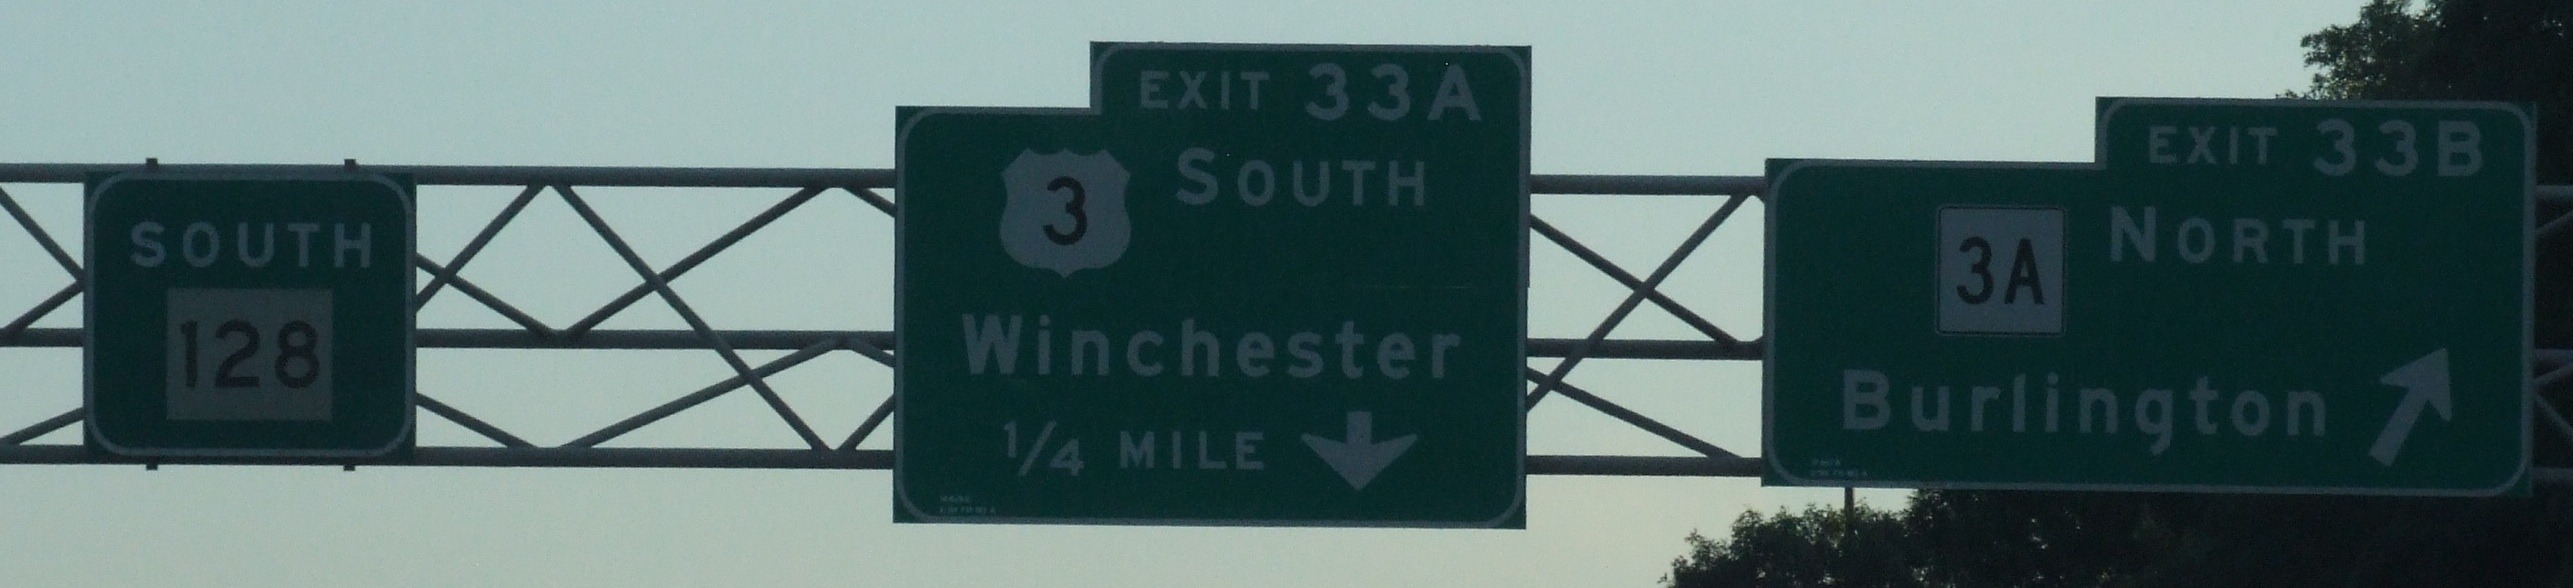 SOUTH
128
EXIT 33A
3 SOUTH
Winchester
1/4 MILE
EXIT 33B
3A NORTH
Burlington